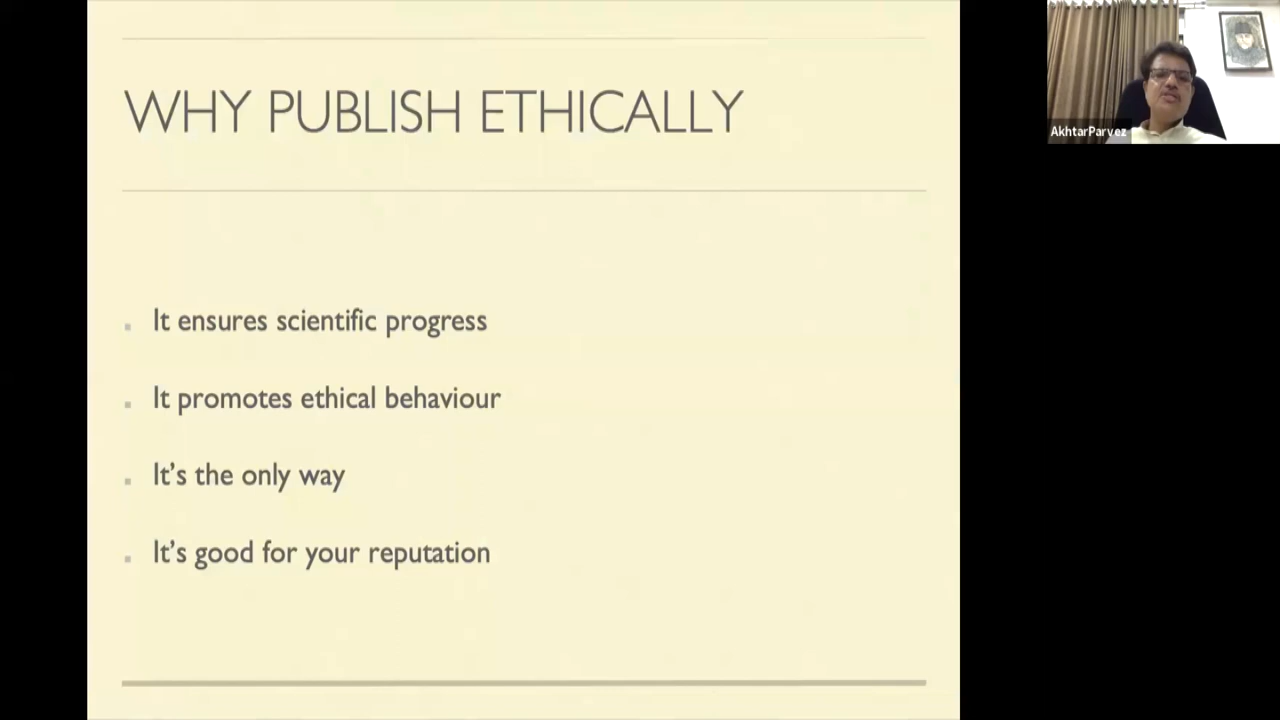 WHY PUBLISH ETHICALLY
It ensures scientific progress
It promotes ethical behaviour
It's the only way
It's good for your reputation
AkhtarParvez